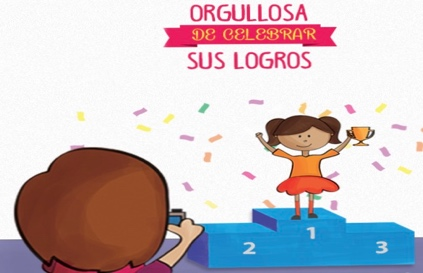 ORGULLOSA
DE CELEBRAR
SUS LOGROS
2 1 3